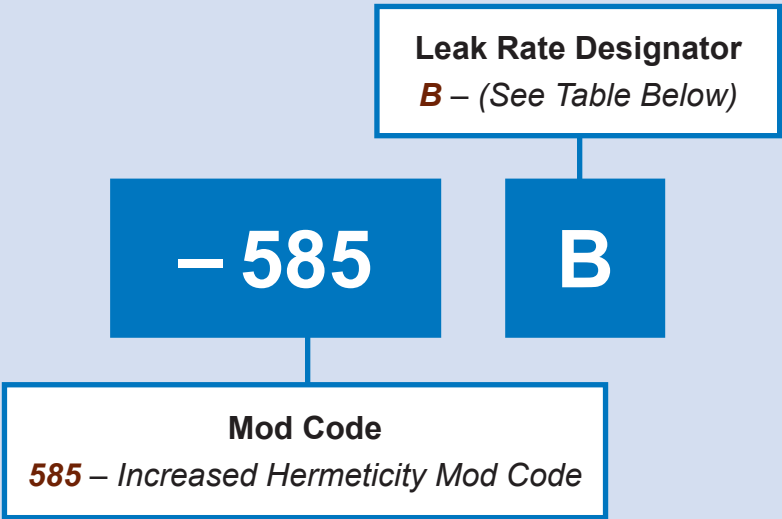 Leak Rate Designator
B – (See Table Below)
– 585
B
Mod Code
585 – Increased Hermeticity Mod Code